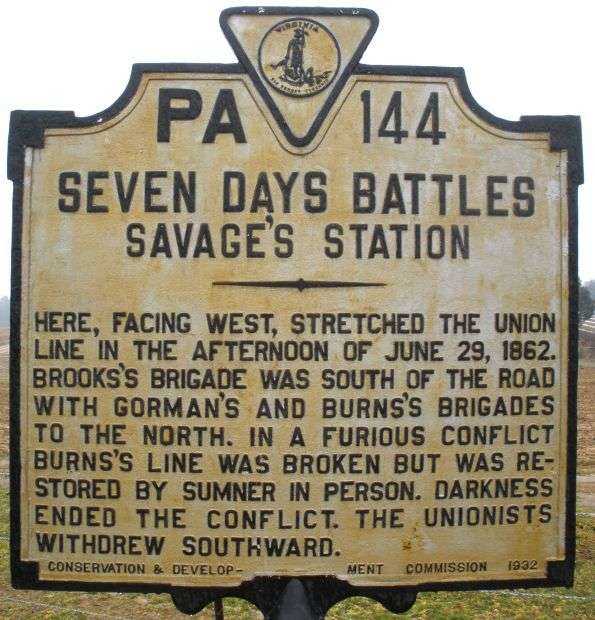 VIRGINIA
PA 144
SEVEN DAYS BATTLES
SAVAGE'S STATION
HERE, FACING WEST, STRETCHED THE UNION
LINE IN THE AFTERNOON OF JUNE 29, 1862.
BROOKS'S BRIGADE WAS SOUTH OF THE ROAD
WITH GORMAN'S AND BURNS'S BRIGADES
TO THE NORTH. IN A FURIOUS CONFLICT
BURNS'S LINE WAS BROKEN BUT WAS RE-
STORED BY SUMNER IN PERSON. DARKNESS
ENDED THE CONFLICT. THE UNIONISTS
WITHDREW SOUTHWARD.
CONSERVATION & DEVELOP- MENT COMMISSION 1932